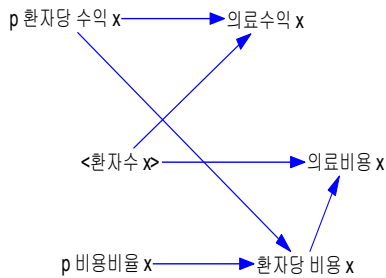 p 환자당 수익 x
의료수익 x
<환자수 x>
의료비용 x
p 비용비율 x
환자당 비용 x